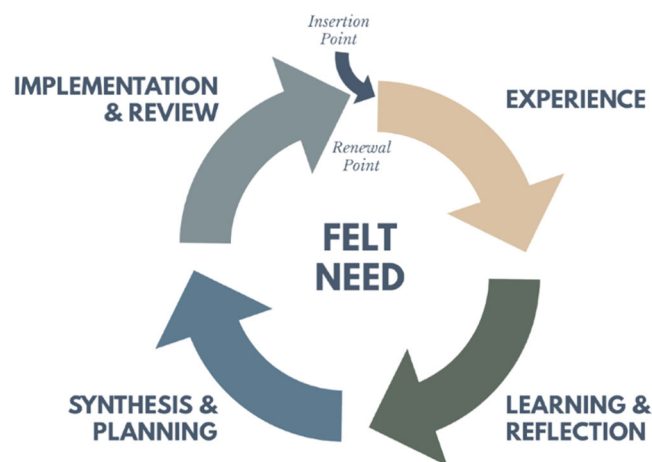 Insertion
Point
IMPLEMENTATION
& REVIEW
EXPERIENCE
Renewal
Point
FELT
NEED
SYNTHESIS &
PLANNING
LEARNING &
REFLECTION